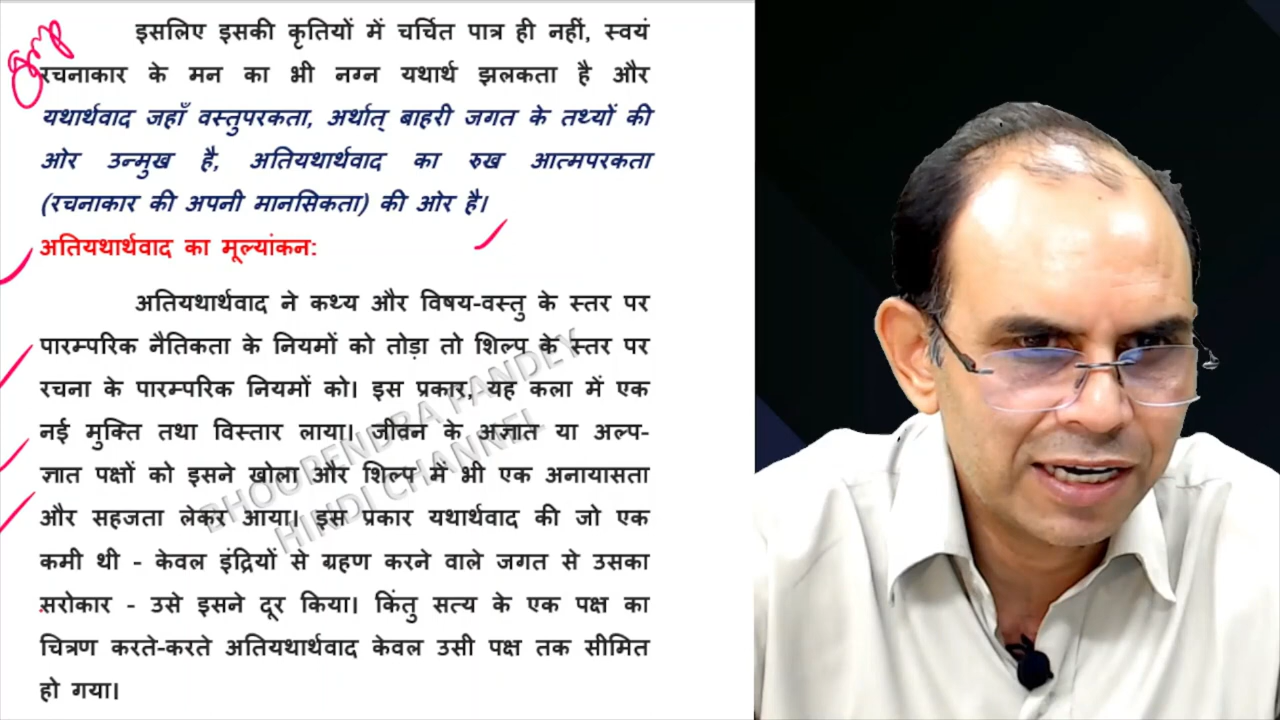 इसलिए इसकी कृतियों में चर्चित पात्र ही नहीं, स्वयं
रचनाकार के मन का भी नग्न यथार्थ झलकता है और
यथार्थवाद जहाँ वस्तुपरकता, अर्थात् बाहरी जगत के तथ्यों की
ओर उन्मुख है, अतियथार्थवाद का रुख आत्मपरकता
(रचनाकार की अपनी मानसिकता) की ओर है।
अतियथार्थवाद का मूल्यांकन:
अतियथार्थवाद ने कथ्य और विषय-वस्तु के स्तर पर
पारम्परिक नैतिकता के नियमों को तोड़ा तो शिल्प के स्तर पर
रचना के पारम्परिक नियमों को। इस प्रकार, यह कला में एक
नई मुक्ति तथा विस्तार लाया। जीवन के अज्ञात या अल्प-
ज्ञात पक्षों को इसने खोला और शिल्प में भी एक अनायासता
और सहजता लेकर आया। इस प्रकार यथार्थवाद की जो एक
कमी थी - केवल इंद्रियों से ग्रहण करने वाले जगत से उसका
सरोकार - उसे इसने दूर किया। किंतु सत्य के एक पक्ष का
चित्रण करते-करते अतियथार्थवाद केवल उसी पक्ष तक सीमित
हो गया।
BHOOPENDRA PANDEY
HINDI CHANNEL